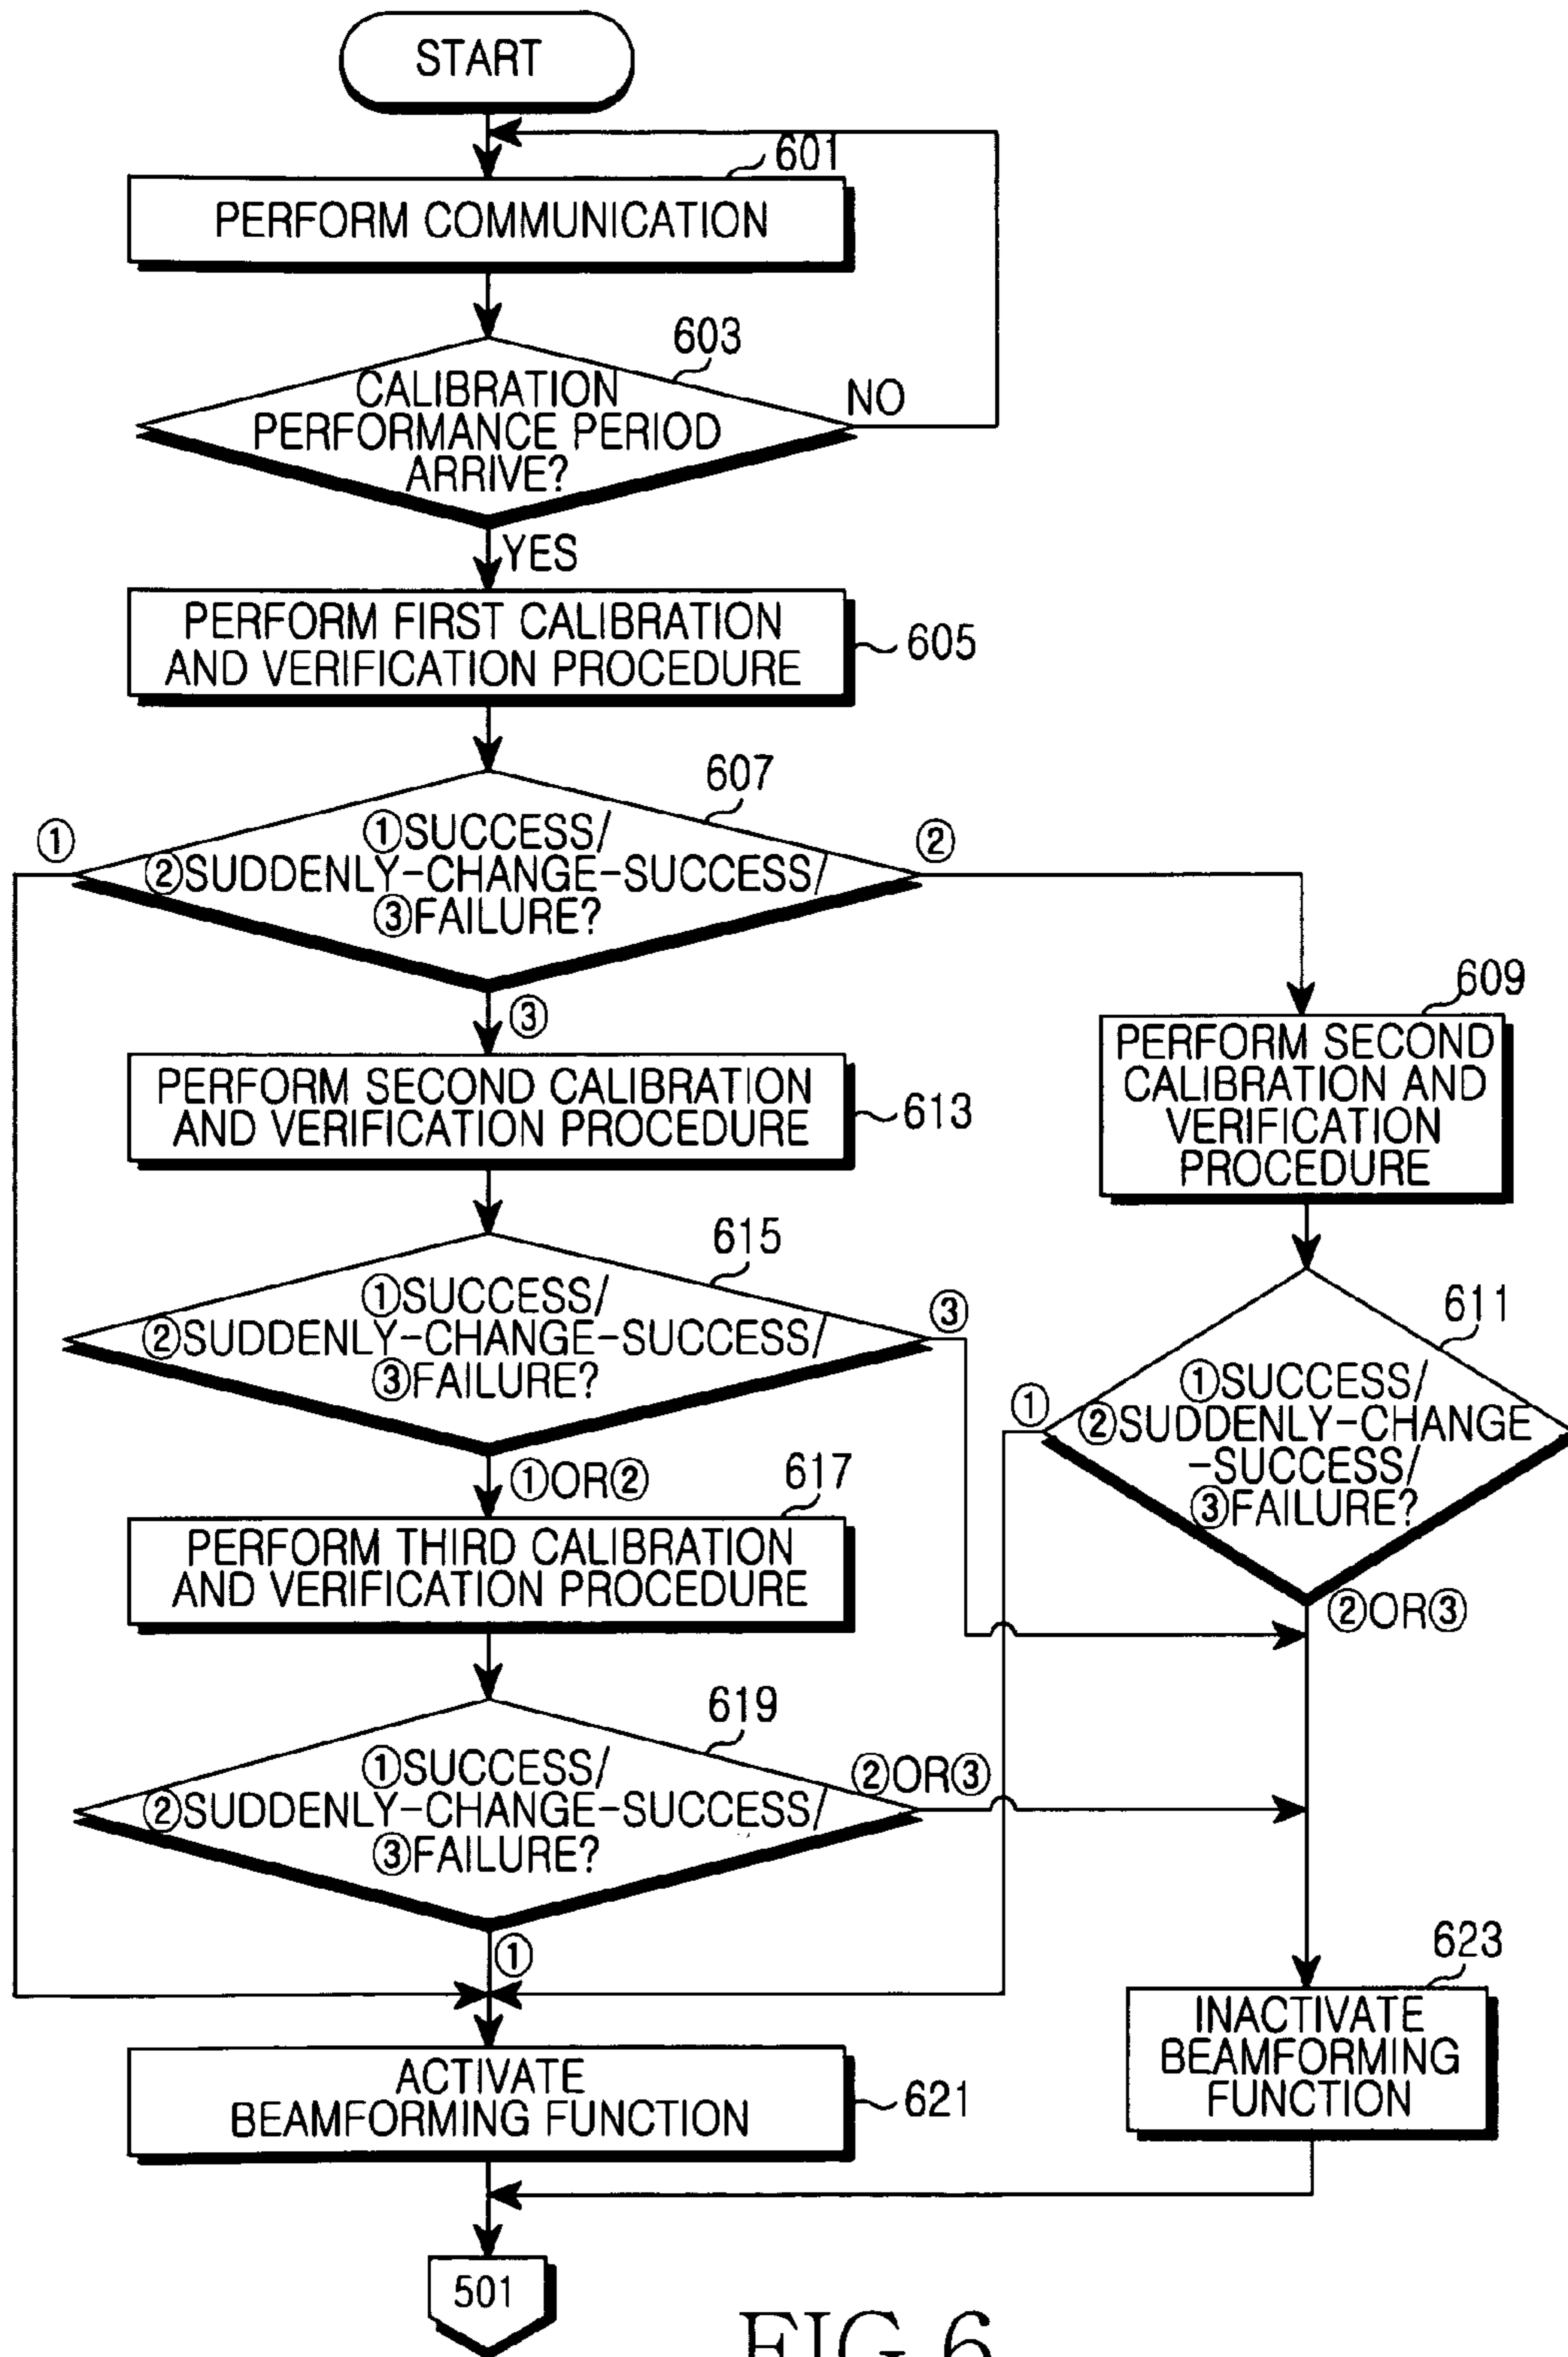 START
601
PERFORM COMMUNICATION
603
CALIBRATION
PERFORMANCE PERIOD
ARRIVE?
NO
YES
PERFORM FIRST CALIBRATION
AND VERIFICATION PROCEDURE
605
607
①
①SUCCESS/
②SUDDENLY-CHANGE-SUCCESS/
③FAILURE?
②
③
609
PERFORM SECOND
CALIBRATION AND
VERIFICATION
PROCEDURE
PERFORM SECOND CALIBRATION
AND VERIFICATION PROCEDURE
613
615
①SUCCESS/
②SUDDENLY-CHANGE-SUCCESS/
③FAILURE?
③
①OR②
611
①
①SUCCESS/
②SUDDENLY-CHANGE
-SUCCESS/
③FAILURE?
②OR③
617
PERFORM THIRD CALIBRATION
AND VERIFICATION PROCEDURE
619
①SUCCESS/
②SUDDENLY-CHANGE-SUCCESS/
③FAILURE?
②OR③
①
623
INACTIVATE
BEAMFORMING
FUNCTION
ACTIVATE
BEAMFORMING FUNCTION
621
501
FIG.6